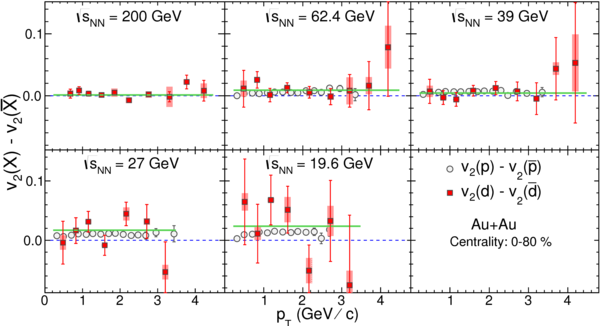 √sNN = 200 GeV
√sNN = 62.4 GeV
√sNN = 39 GeV
0.1
0.0
v2(X) - v2(X̅)
√sNN = 27 GeV
√sNN = 19.6 GeV
0.1
0.0
v2(p) - v2(p̅)
v2(d) - v2(d̅)
Au+Au
Centrality: 0-80 %
0 1 2 3 4
1 2 3 4
1 2 3 4
pT (GeV/c)